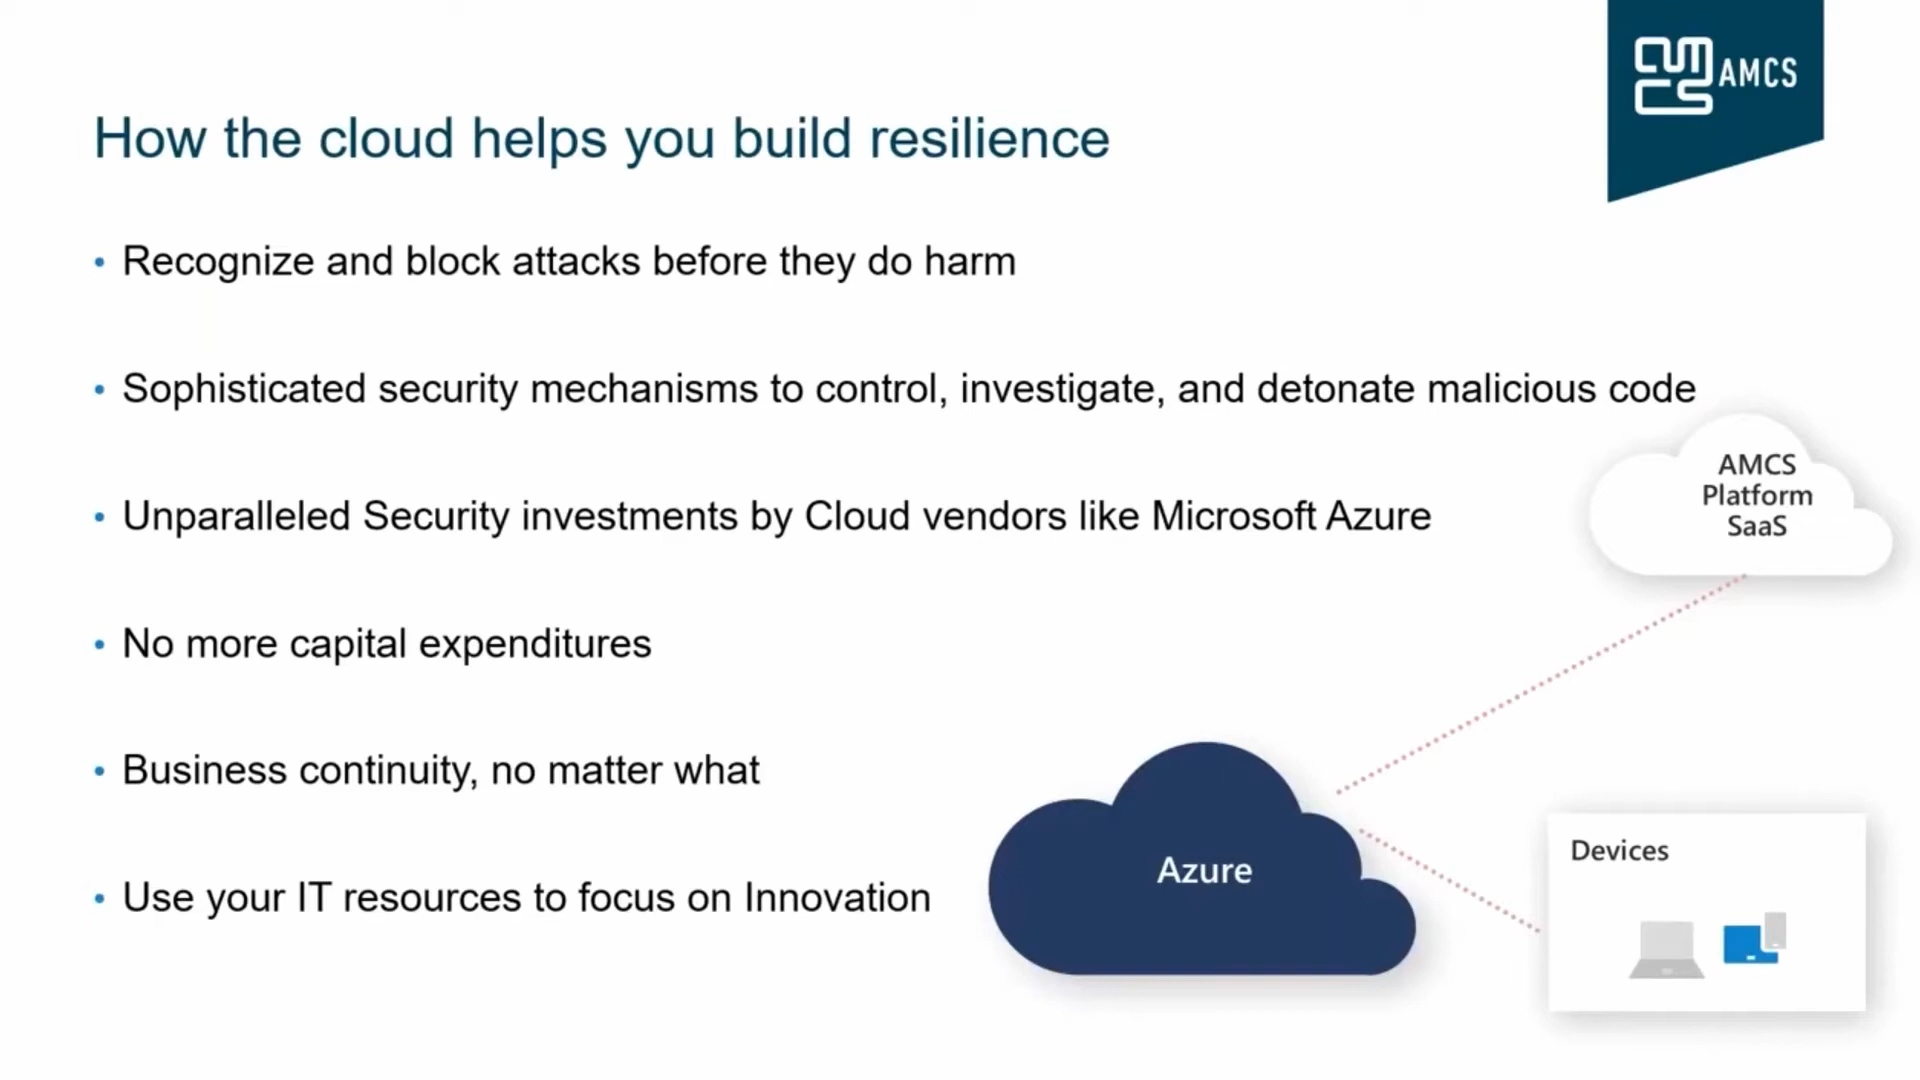 AMCS
How the cloud helps you build resilience
• Recognize and block attacks before they do harm
• Sophisticated security mechanisms to control, investigate, and detonate malicious code
• Unparalleled Security investments by Cloud vendors like Microsoft Azure
• No more capital expenditures
• Business continuity, no matter what
• Use your IT resources to focus on Innovation
AMCS
Platform
SaaS
Azure
Devices